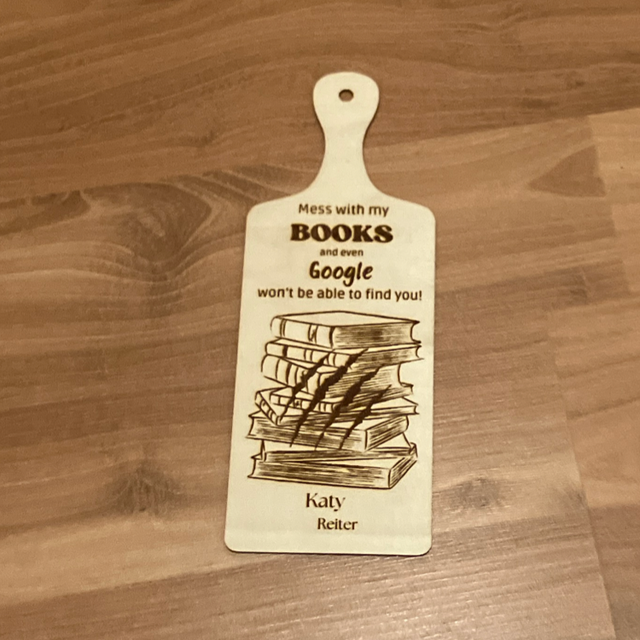 Mess with my
BOOKS
and even
Google
won't be able to find you!
Katy
Reiter